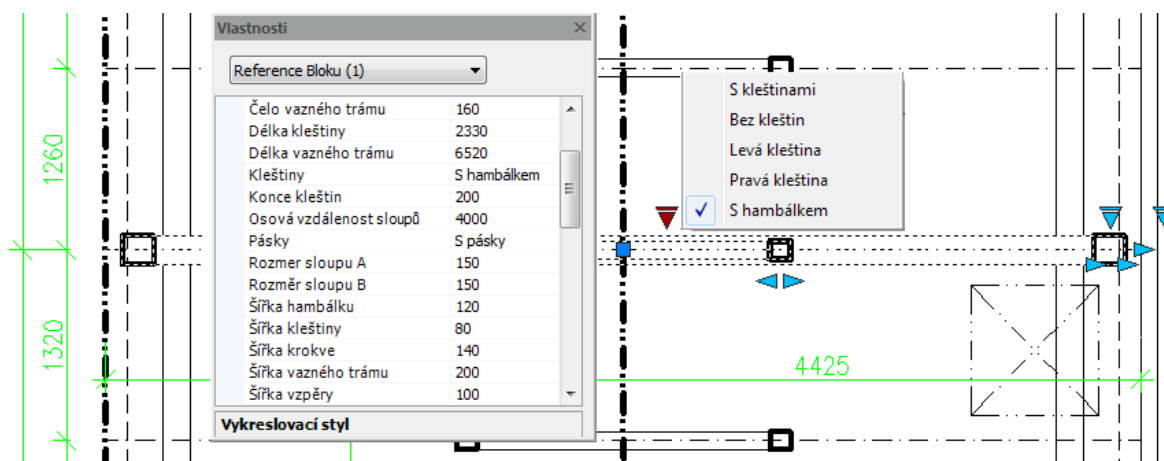 Vlastnosti
Reference Bloku (1)
Čelo vazného trámu 160
Délka kleštiny 2330
Délka vazného trámu 6520
Kleštiny S hambálkem
Konce kleštin 200
Osová vzdálenost sloupů 4000
Pásky S pásky
Rozmer sloupu A 150
Rozměr sloupu B 150
Šířka hambálku 120
Šířka kleštiny 80
Šířka krokve 140
Šířka vazného trámu 200
Šířka vzpěry 100
Vykreslovací styl
S kleštinami
Bez kleštin
Levá kleština
Pravá kleština
S hambálkem
1260
1320
4425